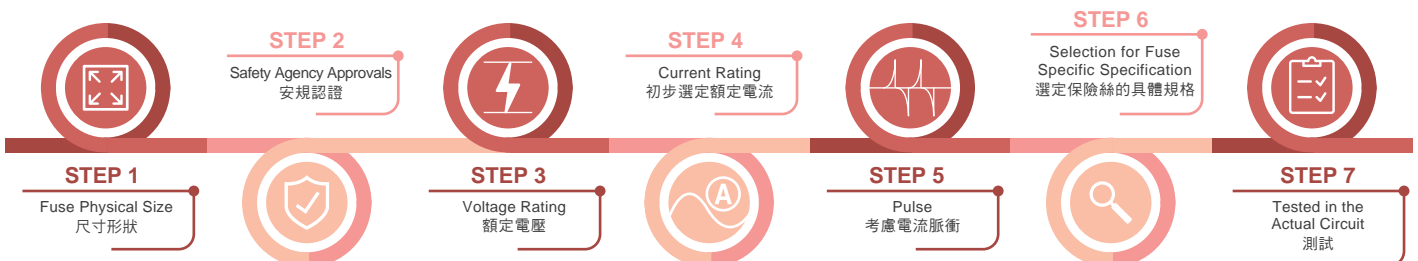 STEP 1
Fuse Physical Size
尺寸形狀
STEP 2
Safety Agency Approvals
安規認證
STEP 3
Voltage Rating
額定電壓
STEP 4
Current Rating
初步選定額定電流
A
STEP 5
Pulse
考慮電流脈衝
STEP 6
Selection for Fuse
Specific Specification
選定保險絲的具體規格
STEP 7
Tested in the
Actual Circuit
測試